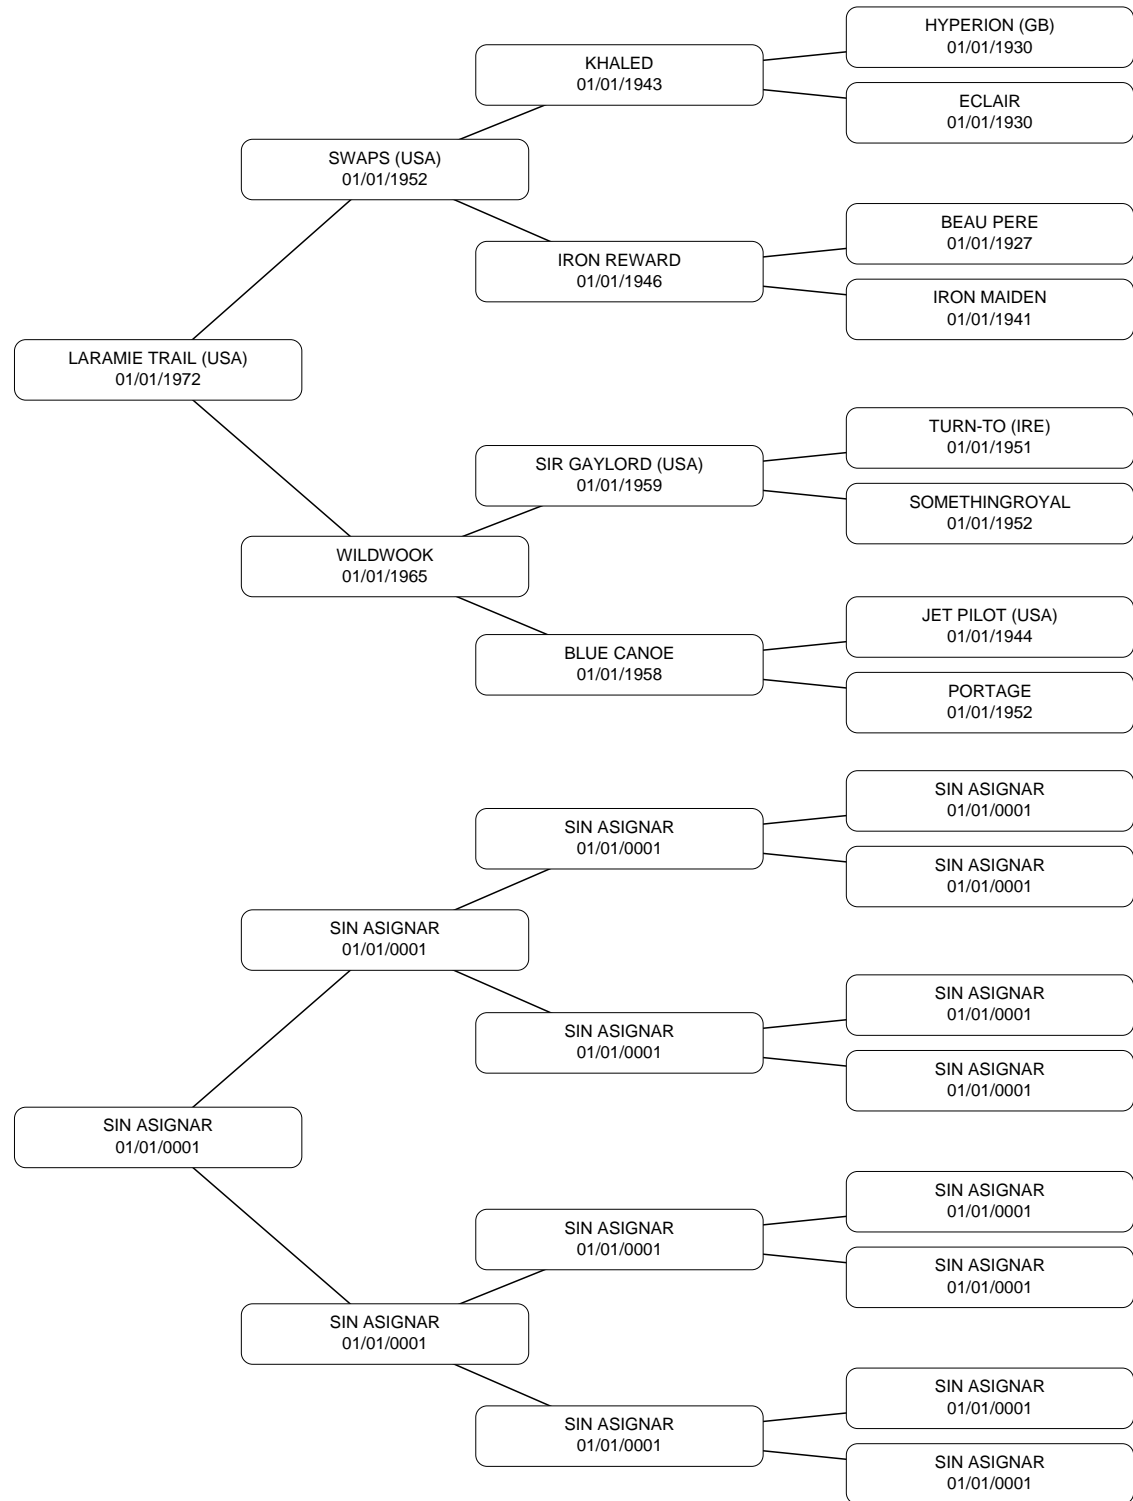 HYPERION (GB)
01/01/1930
KHALED
01/01/1943
ECLAIR
01/01/1930
SWAPS (USA)
01/01/1952
BEAU PERE
01/01/1927
IRON REWARD
01/01/1946
IRON MAIDEN
01/01/1941
LARAMIE TRAIL (USA)
01/01/1972
TURN-TO (IRE)
01/01/1951
SIR GAYLORD (USA)
01/01/1959
SOMETHINGROYAL
01/01/1952
WILDWOOK
01/01/1965
JET PILOT (USA)
01/01/1944
BLUE CANOE
01/01/1958
PORTAGE
01/01/1952
SIN ASIGNAR
01/01/0001
SIN ASIGNAR
01/01/0001
SIN ASIGNAR
01/01/0001
SIN ASIGNAR
01/01/0001
SIN ASIGNAR
01/01/0001
SIN ASIGNAR
01/01/0001
SIN ASIGNAR
01/01/0001
SIN ASIGNAR
01/01/0001
SIN ASIGNAR
01/01/0001
SIN ASIGNAR
01/01/0001
SIN ASIGNAR
01/01/0001
SIN ASIGNAR
01/01/0001
SIN ASIGNAR
01/01/0001
SIN ASIGNAR
01/01/0001
SIN ASIGNAR
01/01/0001